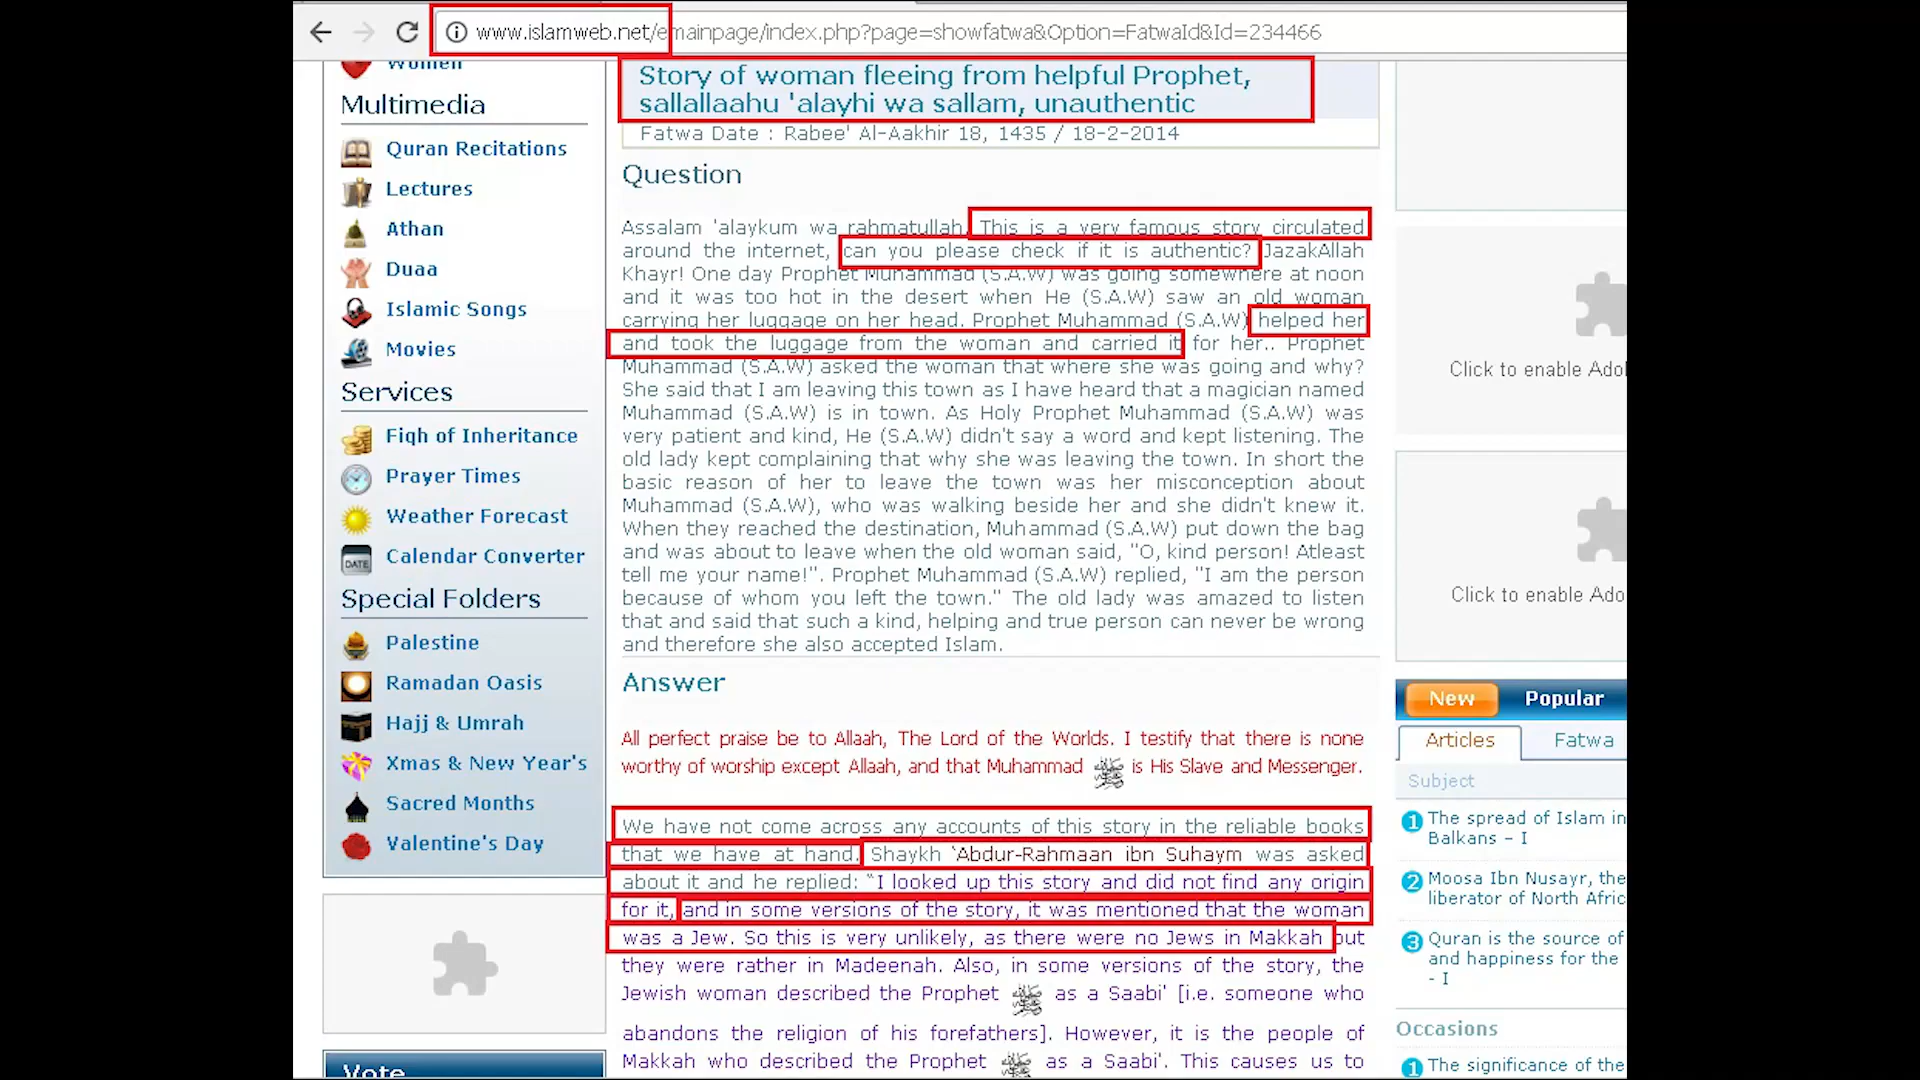 www.islamweb.net/emainpage/index.php?page=showfatwa&Option=FatwaId&Id=234466
Women
Multimedia
Quran Recitations
Lectures
Athan
Duaa
Islamic Songs
Movies
Services
Fiqh of Inheritance
Prayer Times
Weather Forecast
DATE
Calendar Converter
Special Folders
Palestine
Ramadan Oasis
Hajj & Umrah
Xmas & New Year's
Sacred Months
Valentine's Day
Vote
Story of woman fleeing from helpful Prophet,
sallallaahu 'alayhi wa sallam, unauthentic
Fatwa Date : Rabee' Al-Aakhir 18, 1435 / 18-2-2014
Question
Assalam 'alaykum wa rahmatullah. This is a very famous story circulated
around the internet, can you please check if it is authentic? JazakAllah
Khayr! One day Prophet Muhammad (S.A.W) was going somewhere at noon
and it was too hot in the desert when He (S.A.W) saw an old woman
carrying her luggage on her head. Prophet Muhammad (S.A.W) helped her
and took the luggage from the woman and carried it for her.. Prophet
Muhammad (S.A.W) asked the woman that where she was going and why?
She said that I am leaving this town as I have heard that a magician named
Muhammad (S.A.W) is in town. As Holy Prophet Muhammad (S.A.W) was
very patient and kind, He (S.A.W) didn't say a word and kept listening. The
old lady kept complaining that why she was leaving the town. In short the
basic reason of her to leave the town was her misconception about
Muhammad (S.A.W), who was walking beside her and she didn't knew it.
When they reached the destination, Muhammad (S.A.W) put down the bag
and was about to leave when the old woman said, "O, kind person! Atleast
tell me your name!". Prophet Muhammad (S.A.W) replied, "I am the person
because of whom you left the town." The old lady was amazed to listen
that and said that such a kind, helping and true person can never be wrong
and therefore she also accepted Islam.
Answer
All perfect praise be to Allaah, The Lord of the Worlds. I testify that there is none
worthy of worship except Allaah, and that Muhammad ﷺ is His Slave and Messenger.
We have not come across any accounts of this story in the reliable books
that we have at hand. Shaykh ‘Abdur-Rahmaan ibn Suhaym was asked
about it and he replied: “I looked up this story and did not find any origin
for it, and in some versions of the story, it was mentioned that the woman
was a Jew. So this is very unlikely, as there were no Jews in Makkah but
they were rather in Madeenah. Also, in some versions of the story, the
Jewish woman described the Prophet ﷺ as a Saabi' [i.e. someone who
abandons the religion of his forefathers]. However, it is the people of
Makkah who described the Prophet ﷺ as a Saabi'. This causes us to
Click to enable Ado
Click to enable Ado
New Popular
Articles Fatwa
Subject
1 The spread of Islam in
Balkans – I
2 Moosa Ibn Nusayr, the
liberator of North Afric
3 Quran is the source of
and happiness for the
- I
Occasions
1 The significance of the